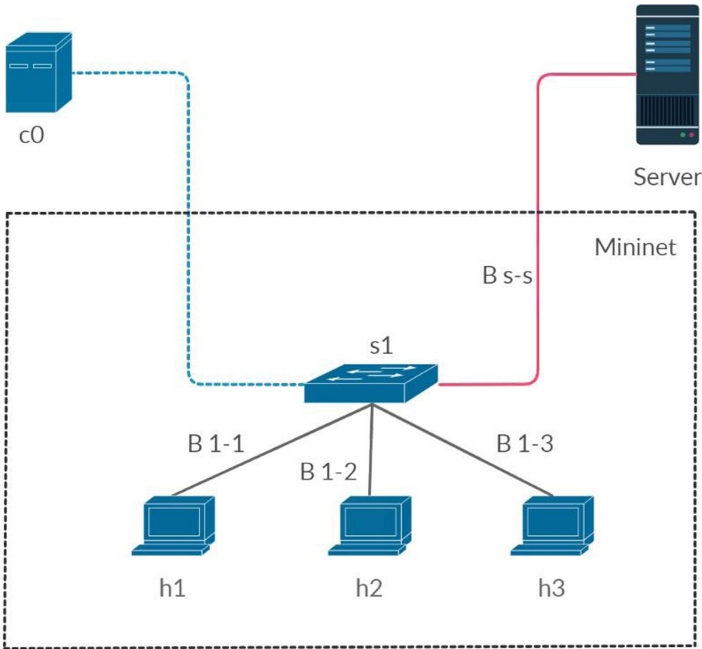 c0
Server
Mininet
B s-s
s1
B 1-1
B 1-2
B 1-3
h1
h2
h3